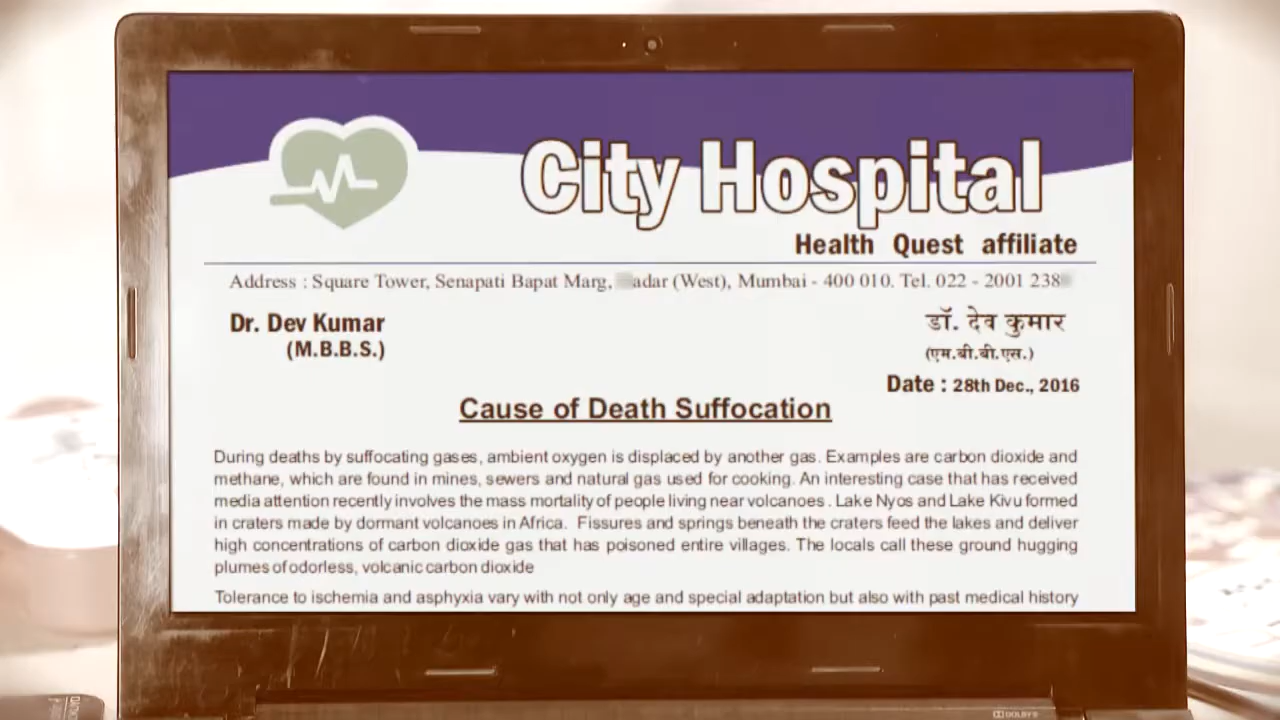 City Hospital
Health Quest affiliate
Address : Square Tower, Senapati Bapat Marg, adar (West), Mumbai - 400 010. Tel. 022 - 2001 238
Dr. Dev Kumar
डॉ. देव कुमार
(M.B.B.S.)
(एम.बी.बी.एस.)
Date : 28th Dec., 2016
Cause of Death Suffocation
During deaths by suffocating gases, ambient oxygen is displaced by another gas. Examples are carbon dioxide and
methane, which are found in mines, sewers and natural gas used for cooking. An interesting case that has received
media attention recently involves the mass mortality of people living near volcanoes . Lake Nyos and Lake Kivu formed
in craters made by dormant volcanoes in Africa. Fissures and springs beneath the craters feed the lakes and deliver
high concentrations of carbon dioxide gas that has poisoned entire villages. The locals call these ground hugging
plumes of odorless, volcanic carbon dioxide
Tolerance to ischemia and asphyxia vary with not only age and special adaptation but also with past medical history
DOLBY